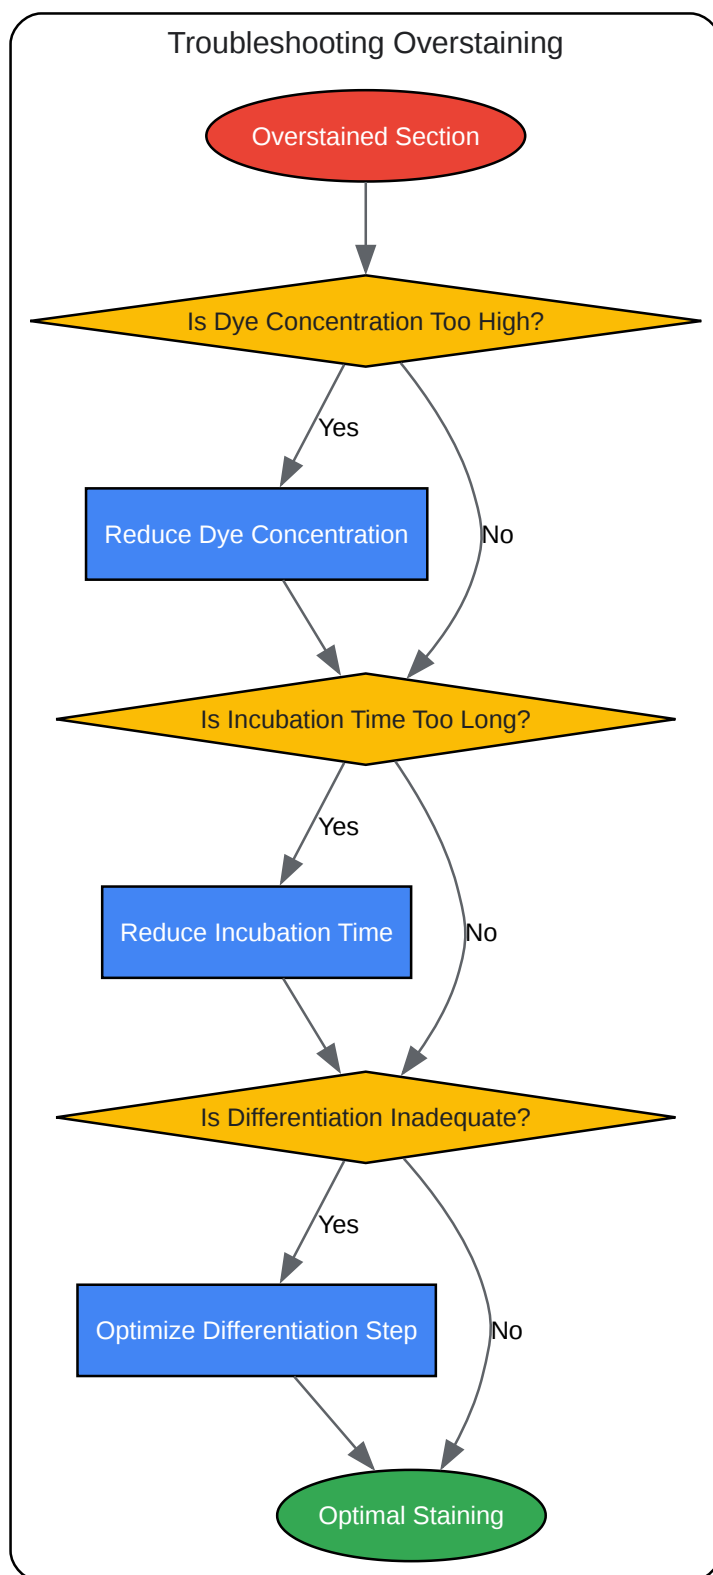 Troubleshooting Overstaining
Overstained Section
Is Dye Concentration Too High?
Yes
Reduce Dye Concentration
No
Is Incubation Time Too Long?
Yes
Reduce Incubation Time
No
Is Differentiation Inadequate?
Yes
Optimize Differentiation Step
No
Optimal Staining